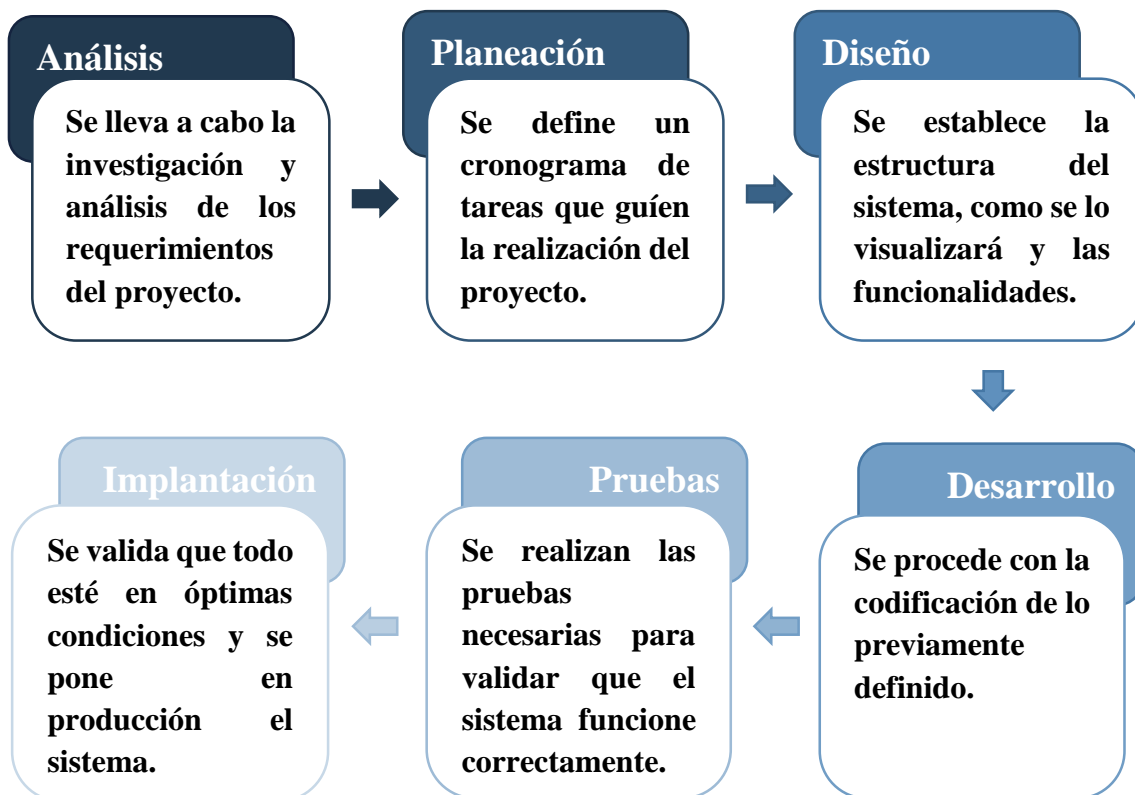 Análisis
Se lleva a cabo la
investigación y
análisis de los
requerimientos
del proyecto.
Planeación
Se define un
cronograma de
tareas que guíen
la realización del
proyecto.
Diseño
Se establece la
estructura del
sistema, como se lo
visualizará y las
funcionalidades.
Desarrollo
Se procede con la
codificación de lo
previamente
definido.
Pruebas
Se realizan las
pruebas
necesarias para
validar que el
sistema funcione
correctamente.
Implantación
Se valida que todo
esté en óptimas
condiciones y se
pone en
producción el
sistema.